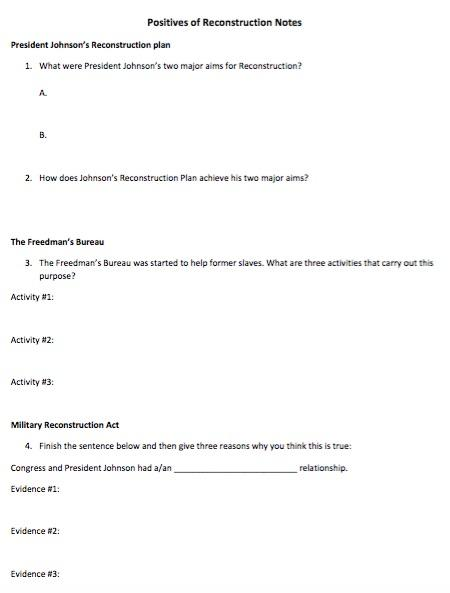 Positives of Reconstruction Notes
President Johnson's Reconstruction plan
1. What were President Johnson's two major aims for Reconstruction?
A.
B.
2. How does Johnson's Reconstruction Plan achieve his two major aims?
The Freedman's Bureau
3. The Freedman's Bureau was started to help former slaves. What are three activities that carry out this
purpose?
Activity #1:
Activity #2:
Activity #3:
Military Reconstruction Act
4. Finish the sentence below and then give three reasons why you think this is true:
Congress and President Johnson had a/an __________________________ relationship.
Evidence #1:
Evidence #2:
Evidence #3: